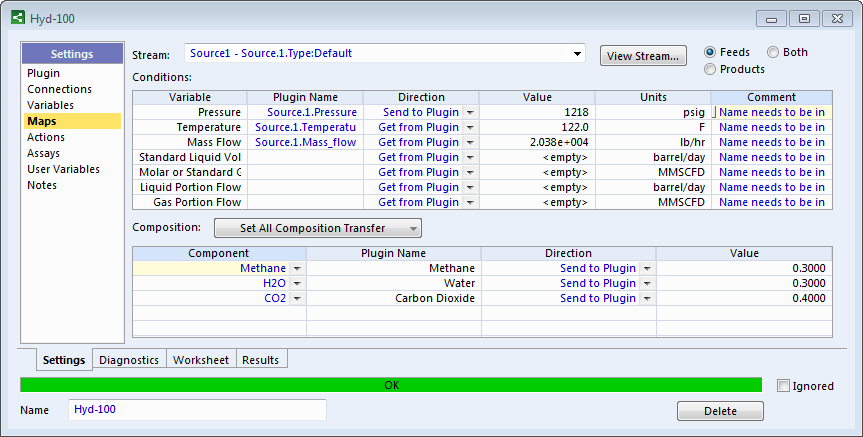 Hyd-100
Settings
Plugin
Connections
Variables
Maps
Actions
Assays
User Variables
Notes
Stream: Source1 - Source.1.Type:Default View Stream... Feeds Both
Products
Conditions:
Variable Plugin Name Direction Value Units Comment
Pressure Source.1.Pressure Send to Plugin 1218 psig Name needs to be in
Temperature Source.1.Temperatu Get from Plugin 122.0 F Name needs to be in
Mass Flow Source.1.Mass_flow Get from Plugin 2.038e+004 lb/hr Name needs to be in
Standard Liquid Vol Get from Plugin <empty> barrel/day Name needs to be in
Molar or Standard G Get from Plugin <empty> MMSCFD Name needs to be in
Liquid Portion Flow Get from Plugin <empty> barrel/day Name needs to be in
Gas Portion Flow Get from Plugin <empty> MMSCFD Name needs to be in
Composition: Set All Composition Transfer
Component Plugin Name Direction Value
Methane Methane Send to Plugin 0.3000
H2O Water Send to Plugin 0.3000
CO2 Carbon Dioxide Send to Plugin 0.4000
Settings Diagnostics Worksheet Results
OK
Ignored
Name Hyd-100 Delete